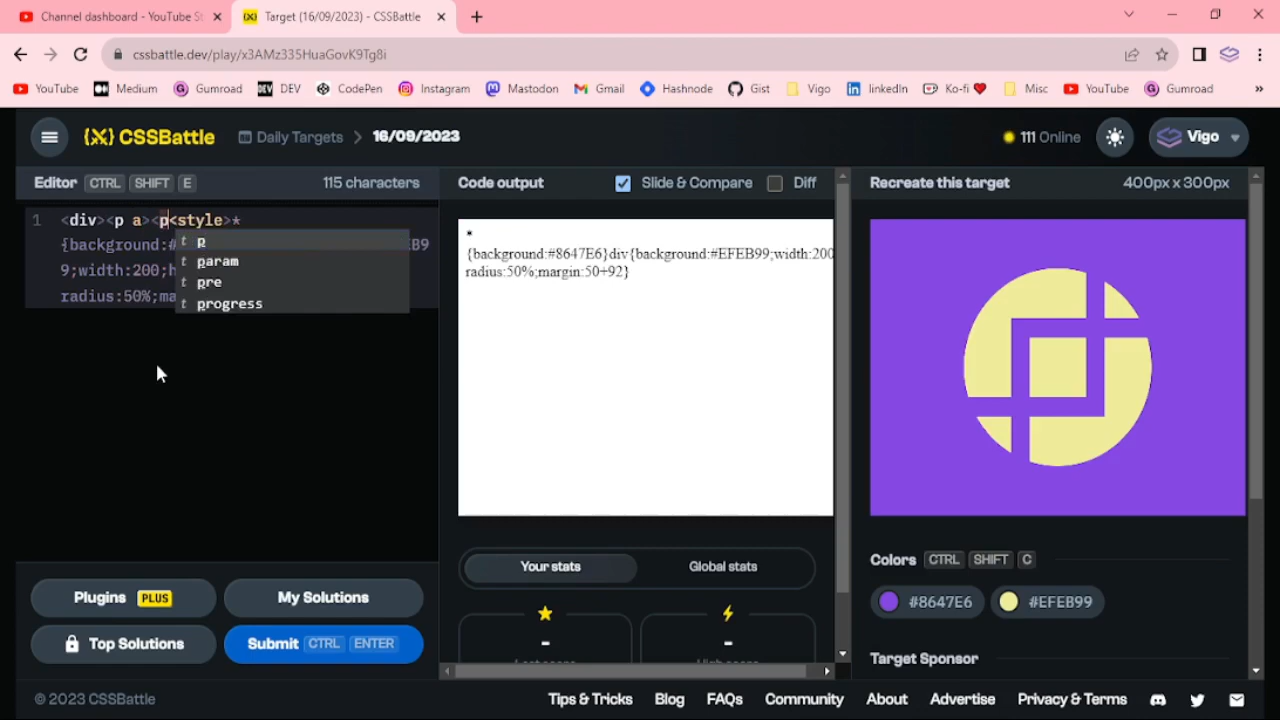 Channel dashboard - YouTube St
Target (16/09/2023) - CSSBattle
cssbattle.dev/play/x3AMz335HuaGovK9Tg8i
YouTube Medium Gumroad DEV CodePen Instagram Mastodon Gmail Hashnode Gist Vigo linkedIn Ko-fi❤ Misc YouTube Gumroad »
CSSBattle Daily Targets 16/09/2023 111 Online Vigo
Editor CTRL SHIFT E 115 characters
1 <div><p a><p<style>*
{background:# EB9
9;width:200;h
radius:50%;ma
t p
t param
t pre
t progress
Code output Slide & Compare Diff
*
{background:#8647E6}div{background:#EFEB99;width:200
radius:50%;margin:50+92}
Recreate this target 400px x 300px
Your stats Global stats
-
-
Last score High score
Colors CTRL SHIFT C
#8647E6 #EFEB99
Target Sponsor
Plugins PLUS My Solutions
Top Solutions Submit CTRL ENTER
© 2023 CSSBattle Tips & Tricks Blog FAQs Community About Advertise Privacy & Terms